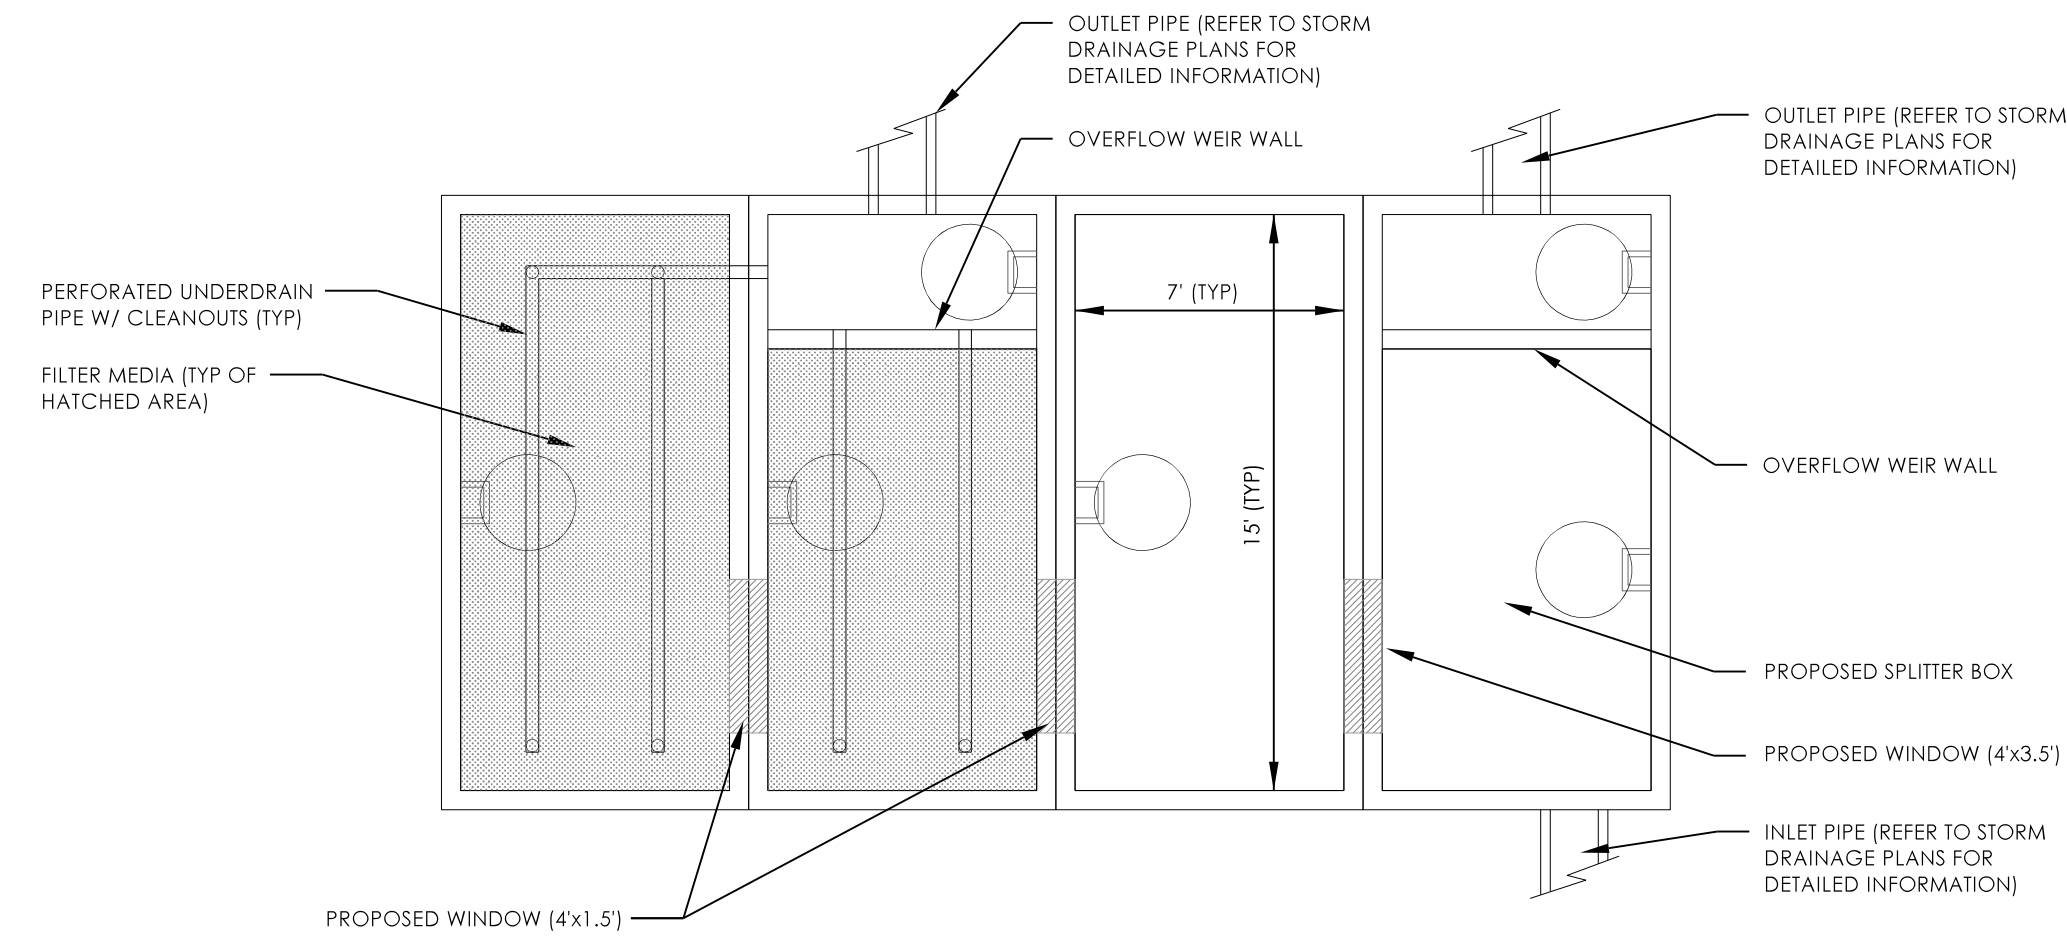 OUTLET PIPE (REFER TO STORM
DRAINAGE PLANS FOR
DETAILED INFORMATION)
OVERFLOW WEIR WALL
OUTLET PIPE (REFER TO STORM
DRAINAGE PLANS FOR
DETAILED INFORMATION)
PERFORATED UNDERDRAIN
PIPE W/ CLEANOUTS (TYP)
FILTER MEDIA (TYP OF
HATCHED AREA)
7' (TYP)
15' (TYP)
OVERFLOW WEIR WALL
PROPOSED SPLITTER BOX
PROPOSED WINDOW (4'x3.5')
INLET PIPE (REFER TO STORM
DRAINAGE PLANS FOR
DETAILED INFORMATION)
PROPOSED WINDOW (4'x1.5')